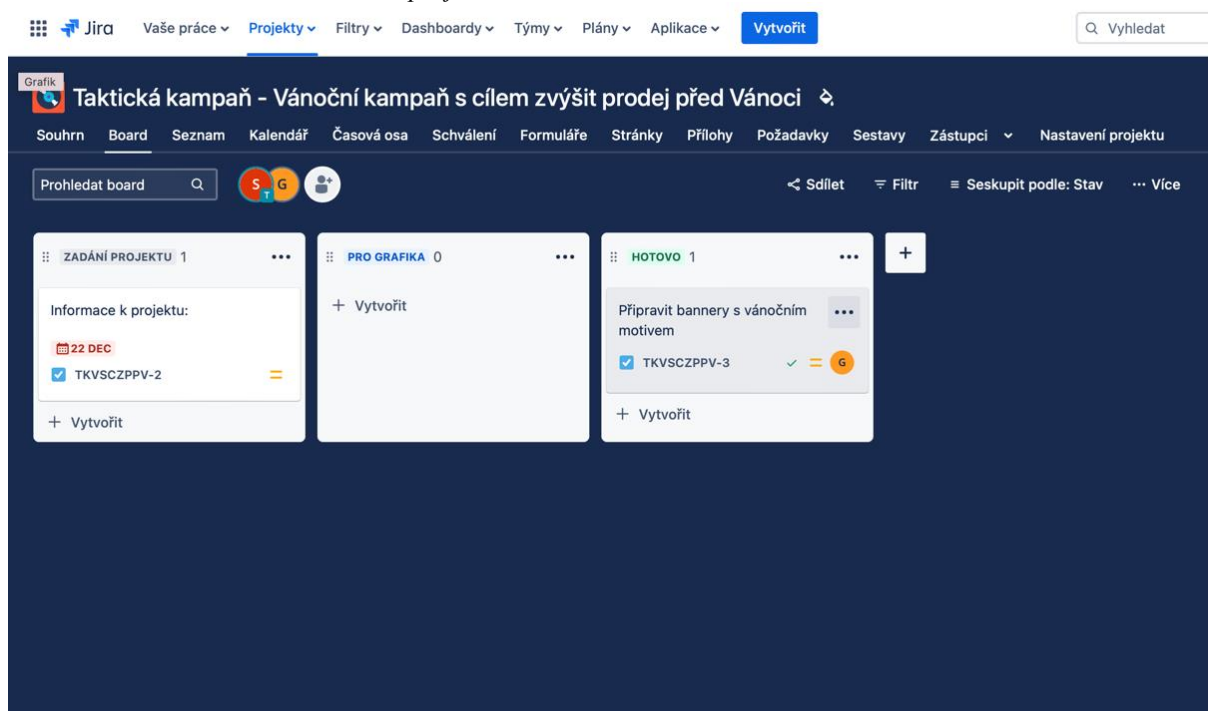 Jira Vaše práce Projekty Filtry Dashboardy Týmy Plány Aplikace Vytvořit Vyhledat
Grafik
Taktická kampaň - Vánoční kampaň s cílem zvýšit prodej před Vánoci
Souhrn Board Seznam Kalendář Časová osa Schválení Formuláře Stránky Přílohy Požadavky Sestavy Zástupci Nastavení projektu
Prohledat board S T G Sdílet Filtr Seskupit podle: Stav ··· Více
ZADÁNÍ PROJEKTU 1
Informace k projektu:
22 DEC
TKVSCZPPV-2
+ Vytvořit
PRO GRAFIKA 0
+ Vytvořit
HOTOVO 1
Připravit bannery s vánočním
motivem
TKVSCZPPV-3 G
+ Vytvořit
+